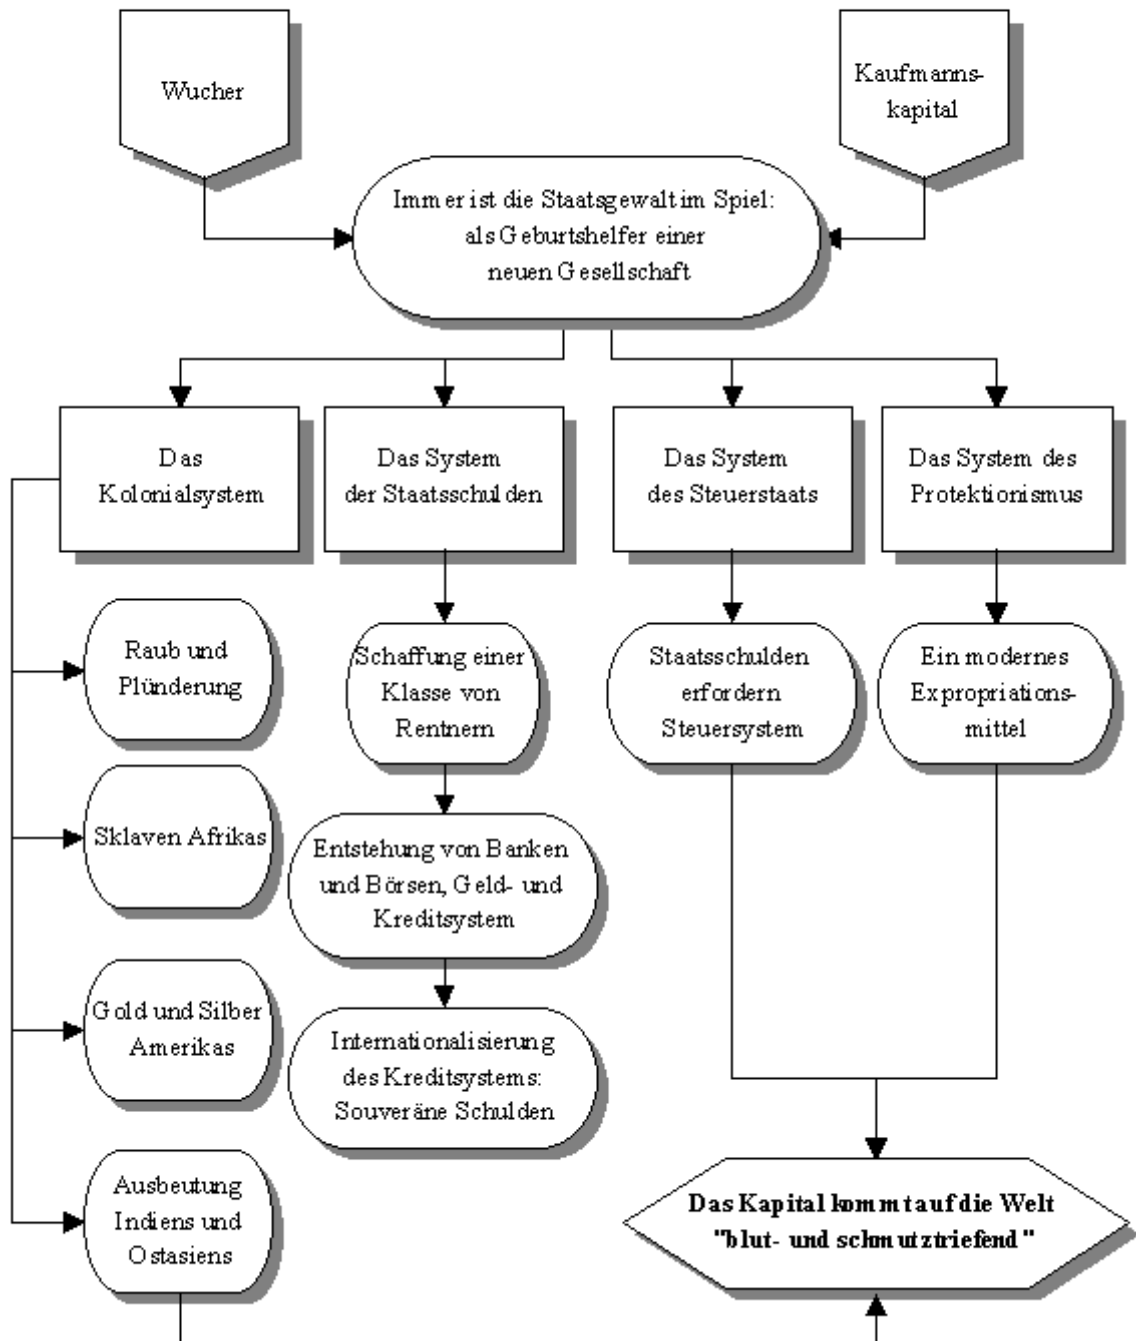 Wucher
Kaufmanns-
kapital
Immer ist die Staatsgewalt im Spiel:
als Geburtshelfer einer
neuen Gesellschaft
Das
Kolonialsystem
Das System
der Staatsschulden
Das System
des Steuerstaats
Das System des
Protektionismus
Raub und
Plünderung
Sklaven Afrikas
Gold und Silber
Amerikas
Ausbeutung
Indiens und
Ostasiens
Schaffung einer
Klasse von
Rentnern
Entstehung von Banken
und Börsen, Geld- und
Kreditsystem
Internationalisierung
des Kreditsystems:
Souveräne Schulden
Staatsschulden
erfordern
Steuersystem
Ein modernes
Expropriations-
mittel
Das Kapital kommt auf die Welt
"blut- und schmutztriefend"